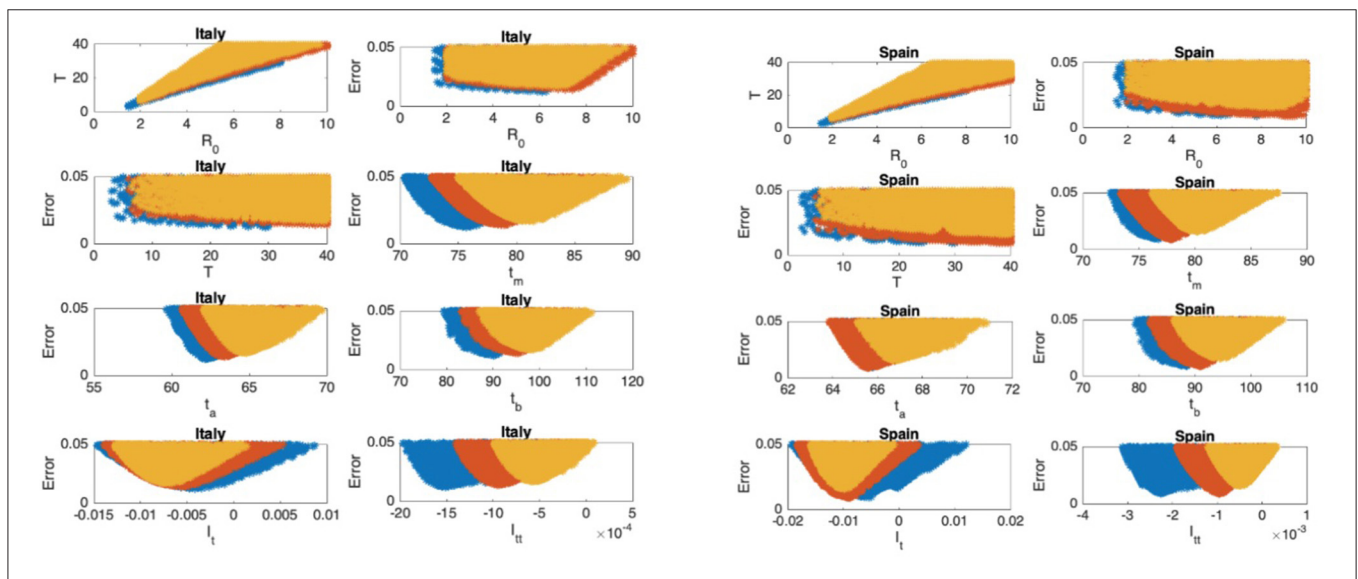 Italy
T
40
20
0
0 2 4 6 8 10
R0
Italy
Error
0.05
0
0 2 4 6 8 10
R0
Italy
Error
0.05
0
0 10 20 30 40
T
Italy
0.05
0
70 75 80 85 90
tm
Italy
Error
0.05
0
55 60 65 70
ta
Italy
Error
0.05
0
70 80 90 100 110 120
tb
Italy
Error
0.05
0
-0.015 -0.01 -0.005 0 0.005 0.01
It
Italy
Error
0.05
0
-20 -15 -10 -5 0 5
Itt
×10-4
Spain
T
40
20
0
0 2 4 6 8 10
R0
Spain
Error
0.05
0
0 2 4 6 8 10
R0
Spain
Error
0.05
0
0 10 20 30 40
T
Spain
Error
0.05
0
70 75 80 85 90
tm
Spain
Error
0.05
0
62 64 66 68 70 72
ta
Spain
Error
0.05
0
70 80 90 100 110
tb
Spain
Error
0.05
0
-0.02 -0.01 0 0.01 0.02
It
Spain
Error
0.05
0
-4 -3 -2 -1 0 1
Itt
×10-3